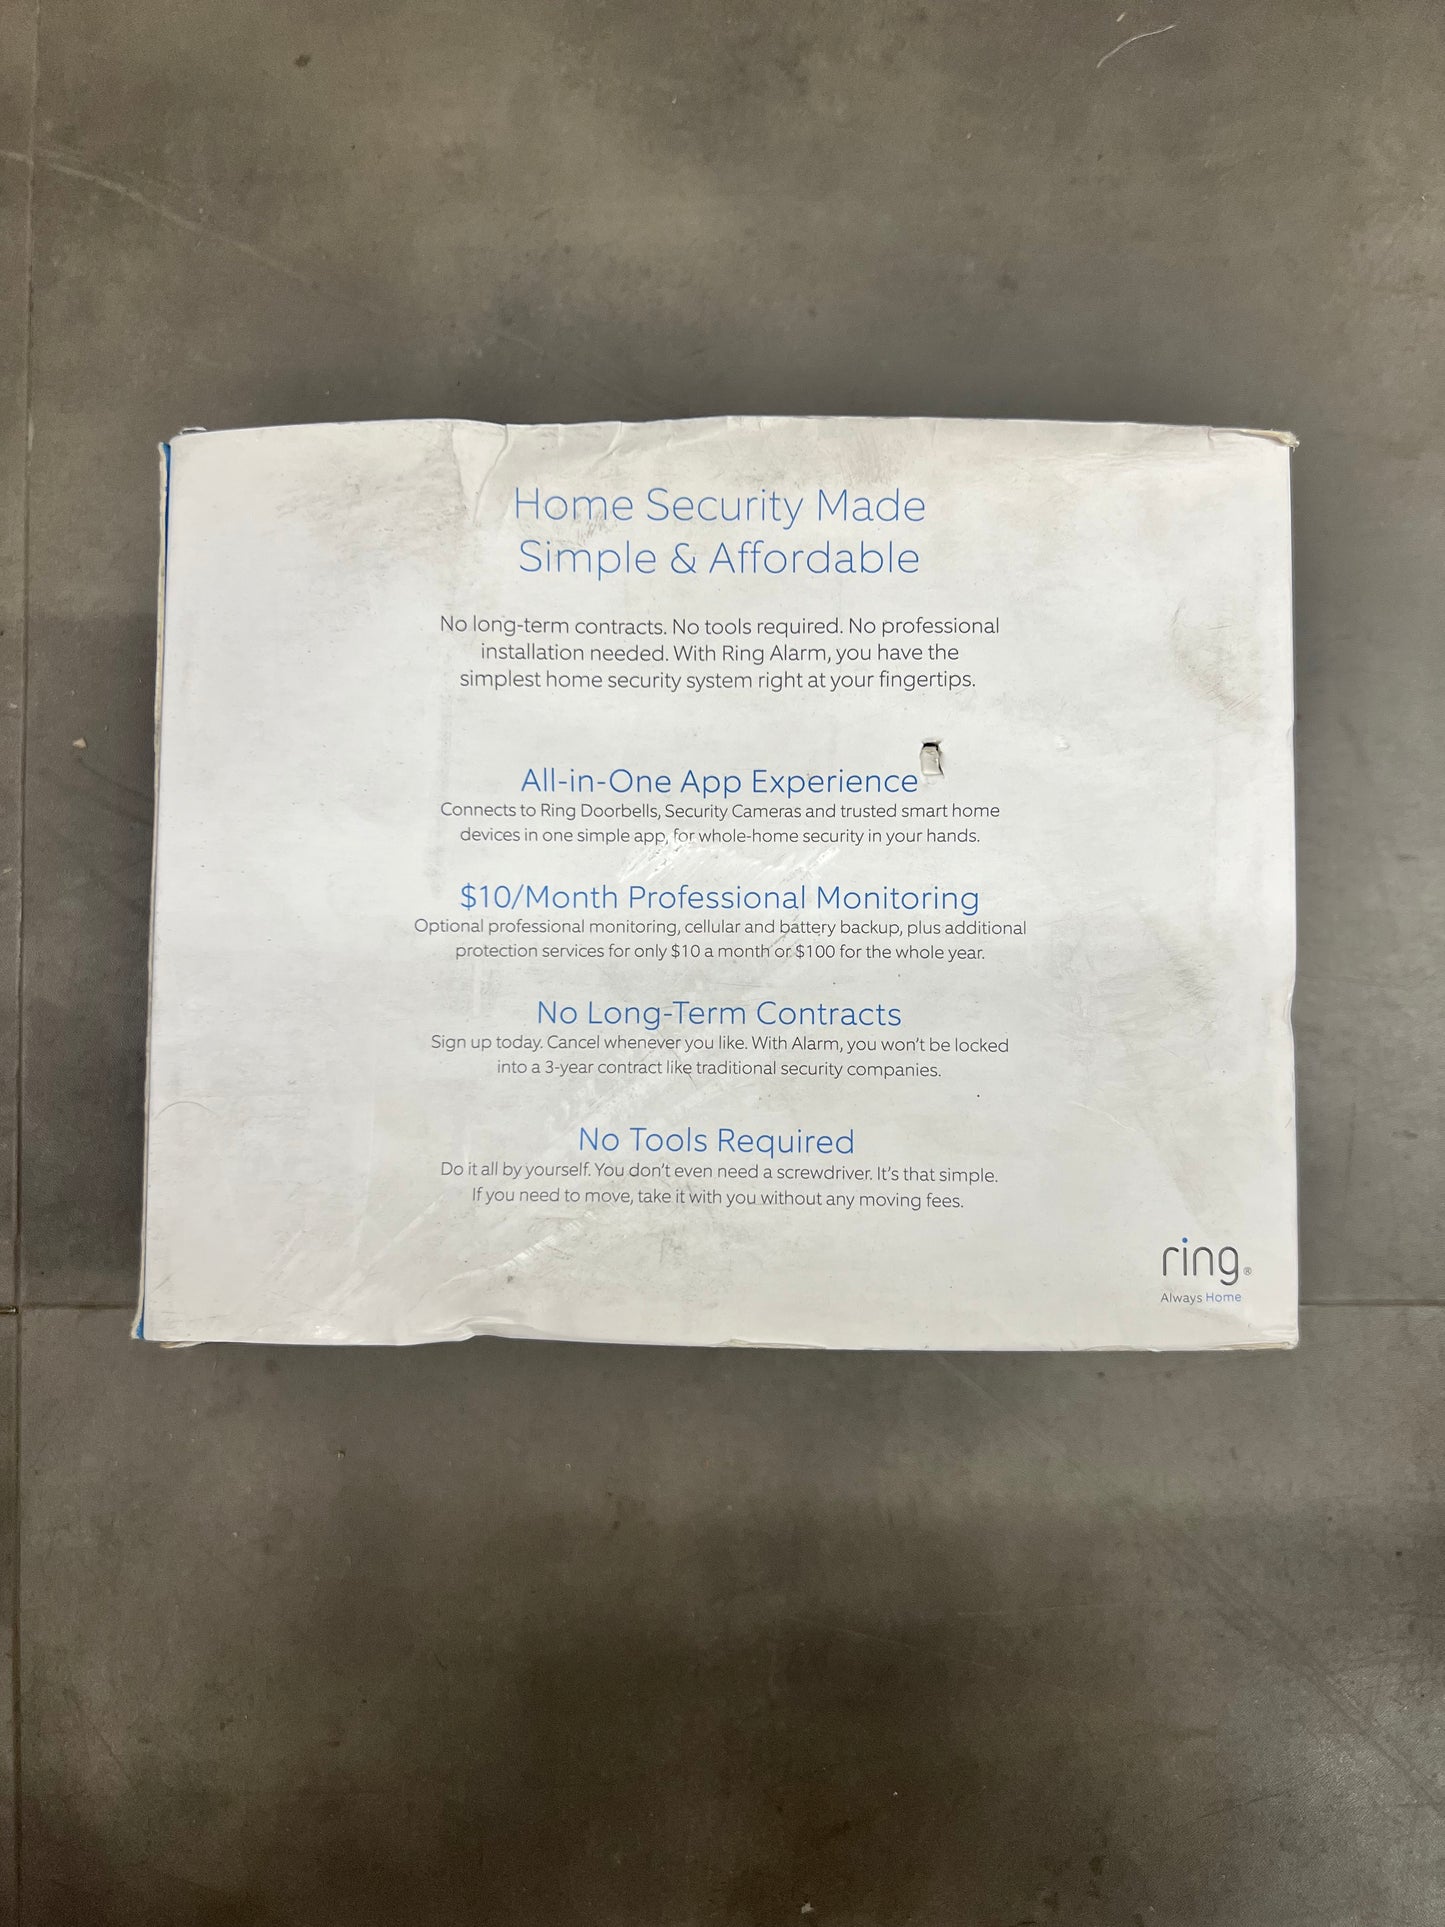 Home Security Made
Simple & Affordable
No long-term contracts. No tools required. No professional
installation needed. With Ring Alarm, you have the
simplest home security system right at your fingertips.
All-in-One App Experience
Connects to Ring Doorbells, Security Cameras and trusted smart home
devices in one simple app, for whole-home security in your hands.
$10/Month Professional Monitoring
Optional professional monitoring, cellular and battery backup, plus additional
protection services for only $10 a month or $100 for the whole year.
No Long-Term Contracts
Sign up today. Cancel whenever you like. With Alarm, you won't be locked
into a 3-year contract like traditional security companies.
No Tools Required
Do it all by yourself. You don't even need a screwdriver. It's that simple.
If you need to move, take it with you without any moving fees.
ring®
Always Home